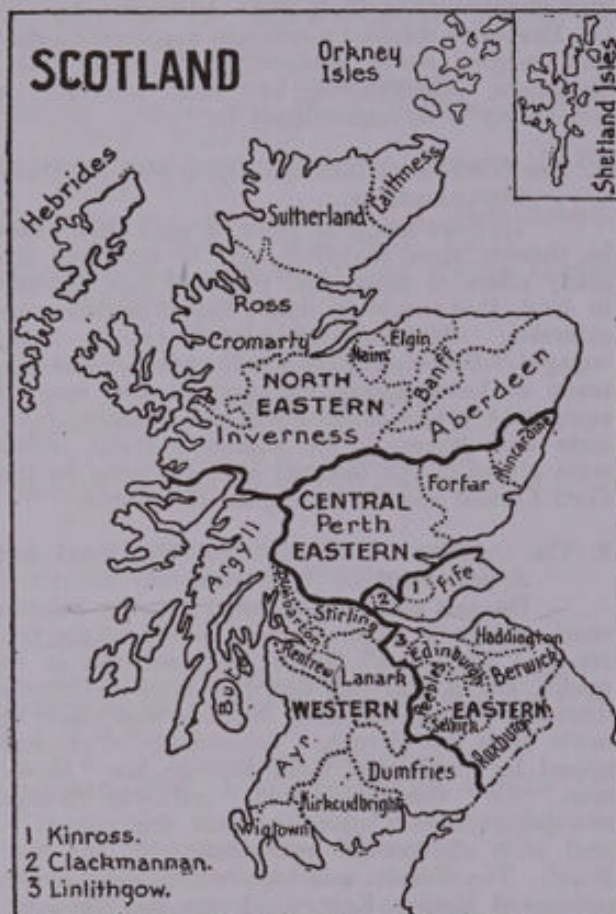 SCOTLAND
Orkney
Isles
Shetland Isles
Hebrides
Caithness
Sutherland
Ross
Cromarty
Elgin
Nairn
Banff
NORTH
EASTERN
Aberdeen
Inverness
Kincardine
Forfar
CENTRAL
Perth
EASTERN
Argyll
Fife
1
2
Dumbarton
Stirling
3
Edinburgh
Haddington
Renfrew
Lanark
Peebles
Berwick
Bute
WESTERN
EASTERN
Selkirk
Roxburgh
Ayr
Dumfries
Kirkcudbright
Wigtown
1 Kinross.
2 Clackmannan.
3 Linlithgow.